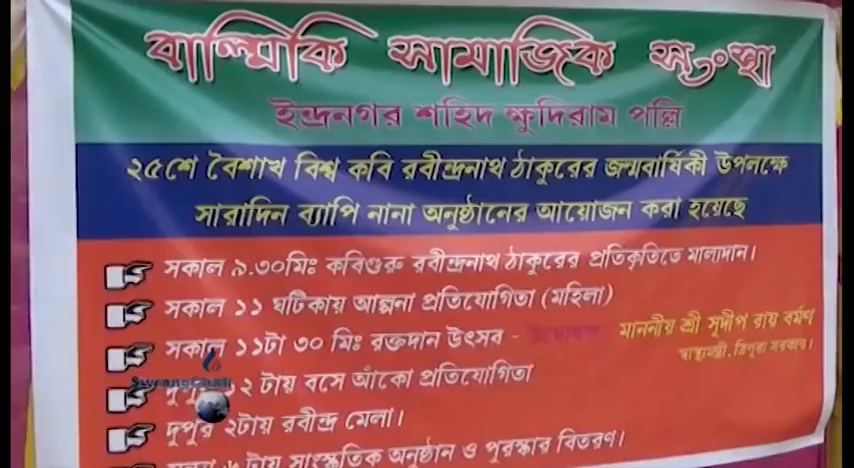 বাল্মিকি সামাজিক সংস্থা
ইন্দ্রনগর শহিদ ক্ষুদিরাম পল্লি
২৫শে বৈশাখ বিশ্ব কবি রবীন্দ্রনাথ ঠাকুরের জন্মবার্ষিকী উপলক্ষে
সারাদিন ব্যাপি নানা অনুষ্ঠানের আয়োজন করা হয়েছে
সকাল ৯.৩০মিঃ কবিগুরু রবীন্দ্রনাথ ঠাকুরের প্রতিকৃতিতে মাল্যদান।
সকাল ১১ ঘটিকায় আল্পনা প্রতিযোগিতা (মহিলা)
সকাল ১১টা ৩০ মিঃ রক্তদান উৎসব - মাননীয় শ্রী সুদীপ রায় বর্মণ
স্বাস্থ্যমন্ত্রী, ত্রিপুরা সরকার।
দুপুর ১২ টায় বসে আঁকো প্রতিযোগিতা
দুপুর ২টায় রবীন্দ্র মেলা।
টায় সাংস্কৃতিক অনুষ্ঠান ও পুরস্কার বিতরণ।